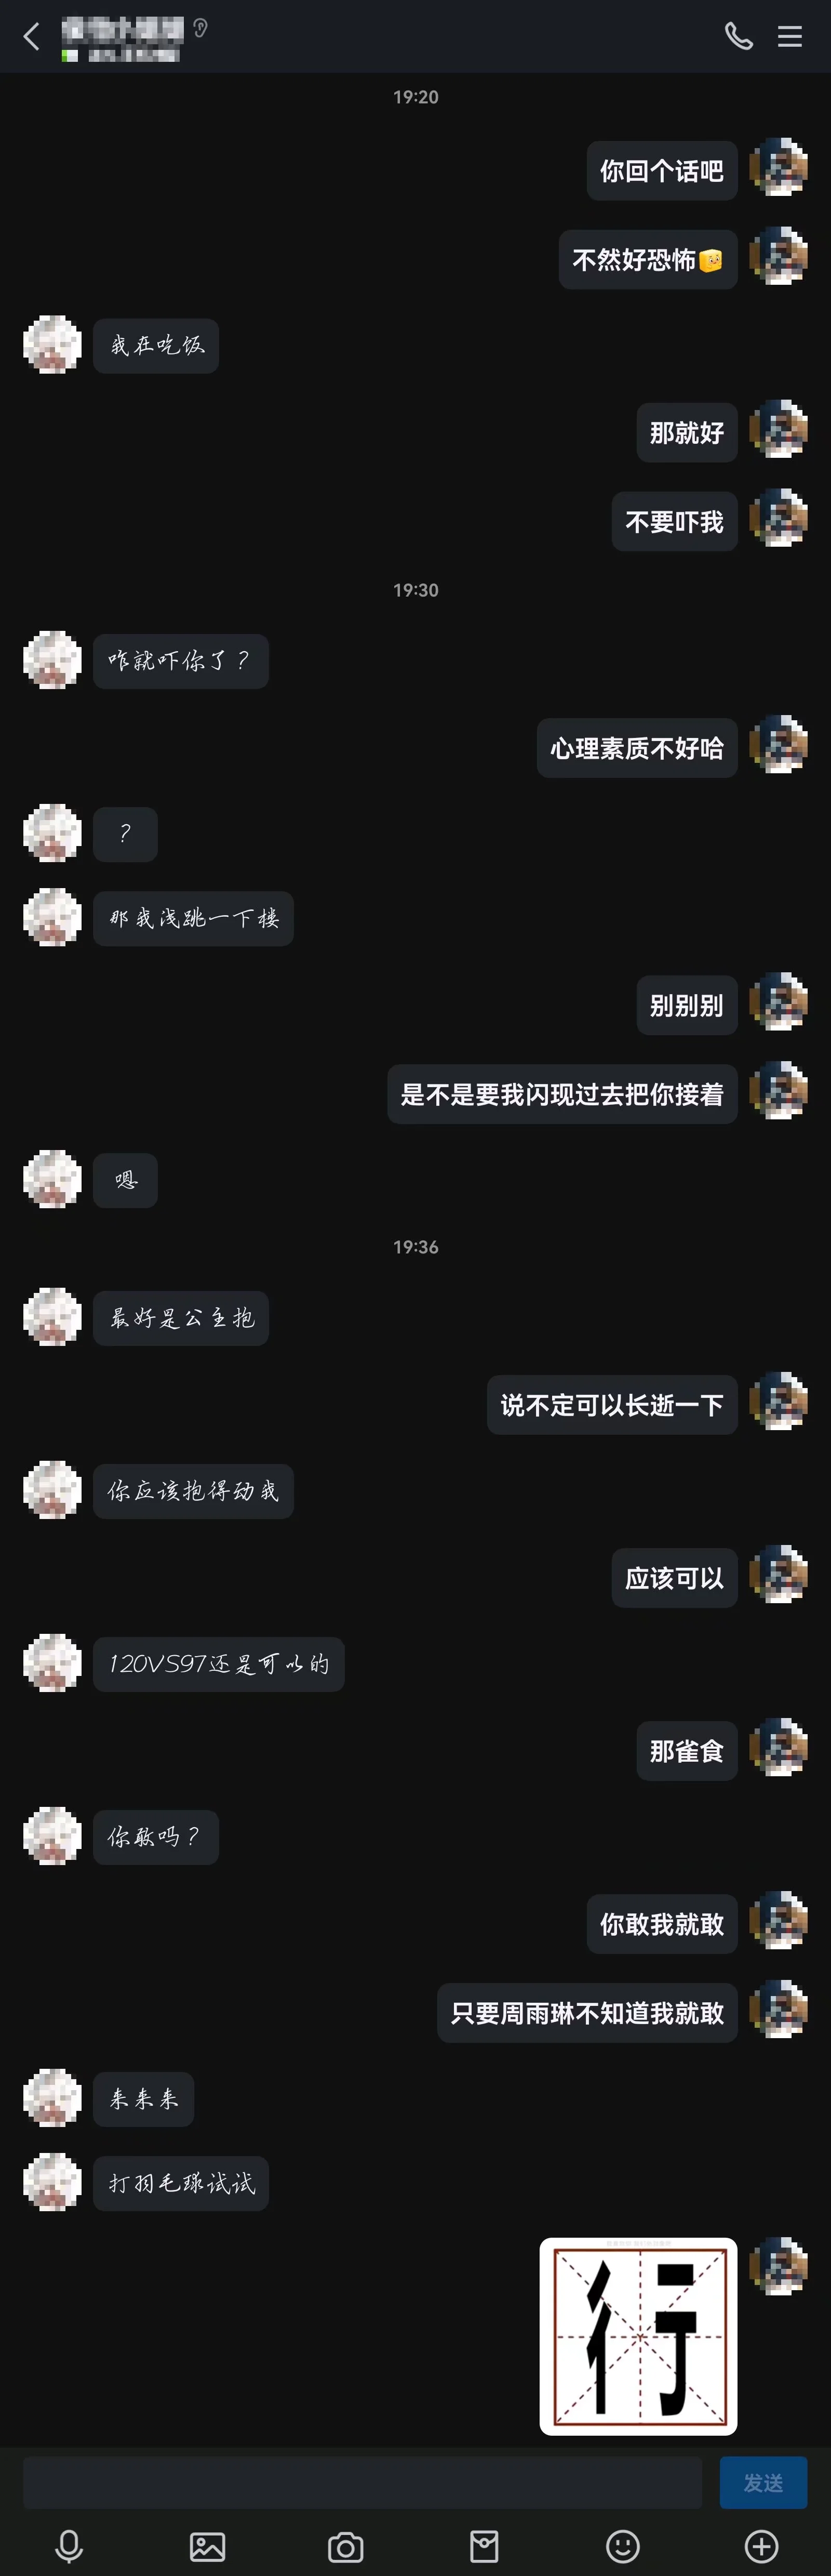 19:20
你回个话吧
不然好恐怖
我在吃饭
那就好
不要吓我
19:30
咋就吓你了？
心理素质不好哈
？
那我浅跳一下楼
别别别
是不是要我闪现过去把你接着
嗯
19:36
最好是公主抱
说不定可以长逝一下
你应该抱得动我
应该可以
120VS97还是可以的
那雀食
你敢吗？
你敢我就敢
只要周雨琳不知道我就敢
来来来
打羽毛球试试
行
发送